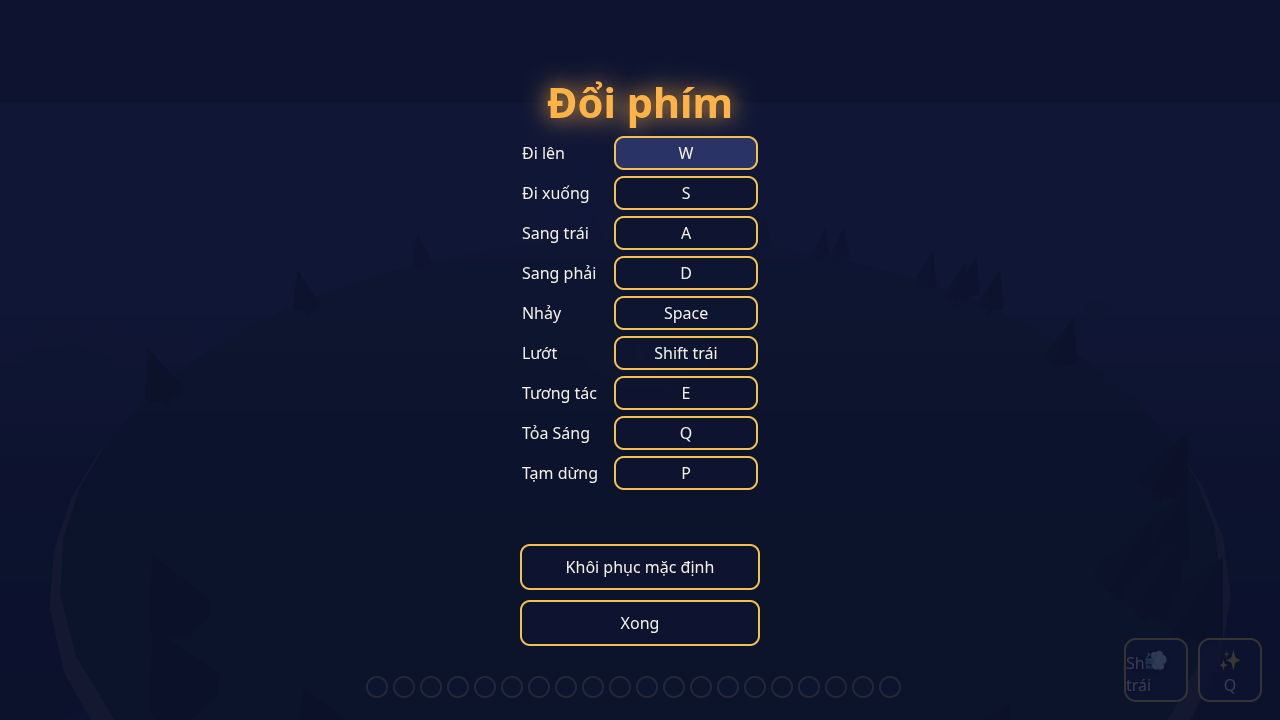 Đổi phím
Đi lên W
Đi xuống S
Sang trái A
Sang phải D
Nhảy Space
Lướt Shift trái
Tương tác E
Tỏa Sáng Q
Tạm dừng P
Khôi phục mặc định
Xong
trái
Q